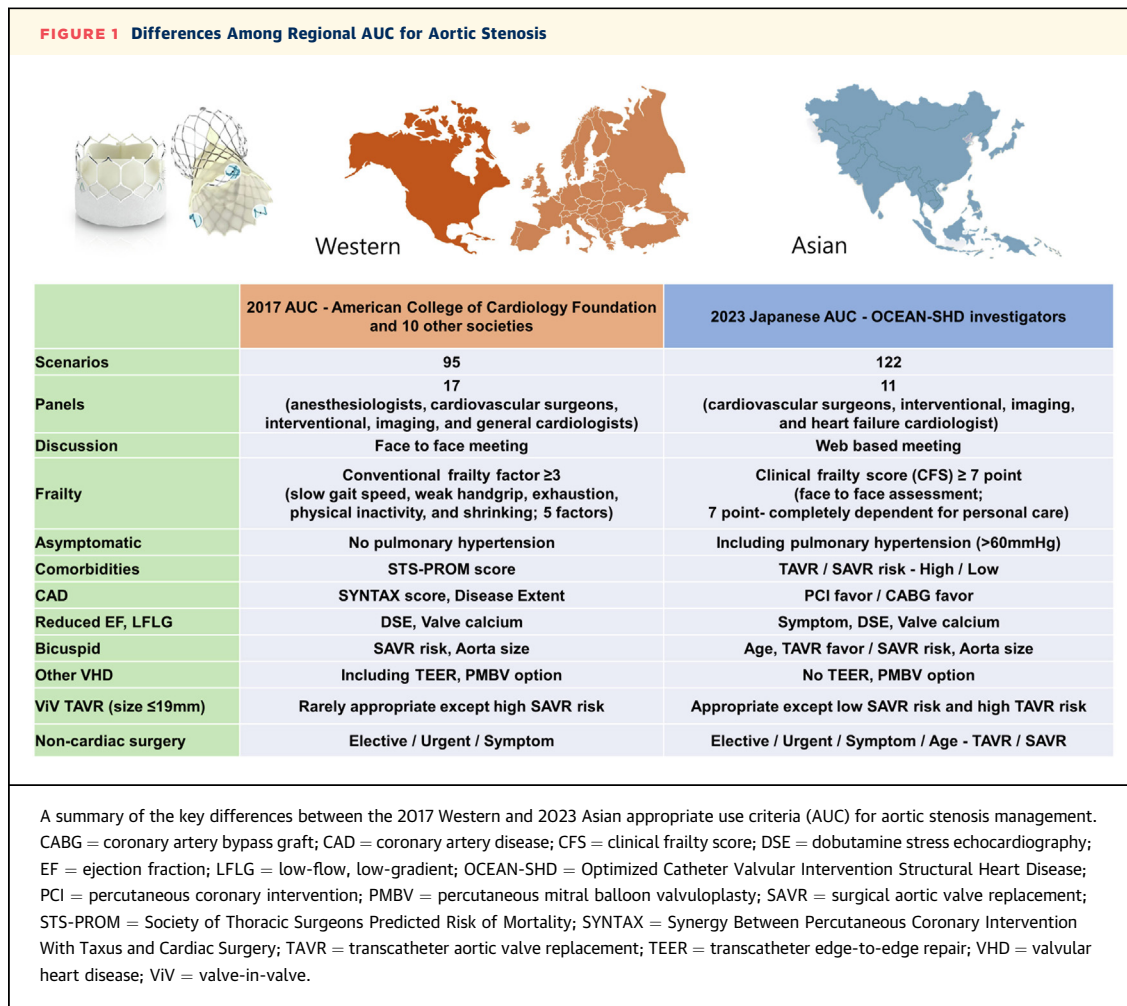 FIGURE 1 Differences Among Regional AUC for Aortic Stenosis
Western
Asian
2017 AUC - American College of Cardiology Foundation
and 10 other societies
2023 Japanese AUC - OCEAN-SHD investigators
Scenarios
95
122
Panels
17
(anesthesiologists, cardiovascular surgeons,
interventional, imaging, and general cardiologists)
11
(cardiovascular surgeons, interventional, imaging,
and heart failure cardiologist)
Discussion
Face to face meeting
Web based meeting
Frailty
Conventional frailty factor ≥3
(slow gait speed, weak handgrip, exhaustion,
physical inactivity, and shrinking; 5 factors)
Clinical frailty score (CFS) ≥ 7 point
(face to face assessment;
7 point- completely dependent for personal care)
Asymptomatic
No pulmonary hypertension
Including pulmonary hypertension (>60mmHg)
Comorbidities
STS-PROM score
TAVR / SAVR risk - High / Low
CAD
SYNTAX score, Disease Extent
PCI favor / CABG favor
Reduced EF, LFLG
DSE, Valve calcium
Symptom, DSE, Valve calcium
Bicuspid
SAVR risk, Aorta size
Age, TAVR favor / SAVR risk, Aorta size
Other VHD
Including TEER, PMBV option
No TEER, PMBV option
ViV TAVR (size ≤19mm)
Rarely appropriate except high SAVR risk
Appropriate except low SAVR risk and high TAVR risk
Non-cardiac surgery
Elective / Urgent / Symptom
Elective / Urgent / Symptom / Age - TAVR / SAVR
A summary of the key differences between the 2017 Western and 2023 Asian appropriate use criteria (AUC) for aortic stenosis management.
CABG = coronary artery bypass graft; CAD = coronary artery disease; CFS = clinical frailty score; DSE = dobutamine stress echocardiography;
EF = ejection fraction; LFLG = low-flow, low-gradient; OCEAN-SHD = Optimized Catheter Valvular Intervention Structural Heart Disease;
PCI = percutaneous coronary intervention; PMBV = percutaneous mitral balloon valvuloplasty; SAVR = surgical aortic valve replacement;
STS-PROM = Society of Thoracic Surgeons Predicted Risk of Mortality; SYNTAX = Synergy Between Percutaneous Coronary Intervention
With Taxus and Cardiac Surgery; TAVR = transcatheter aortic valve replacement; TEER = transcatheter edge-to-edge repair; VHD = valvular
heart disease; ViV = valve-in-valve.